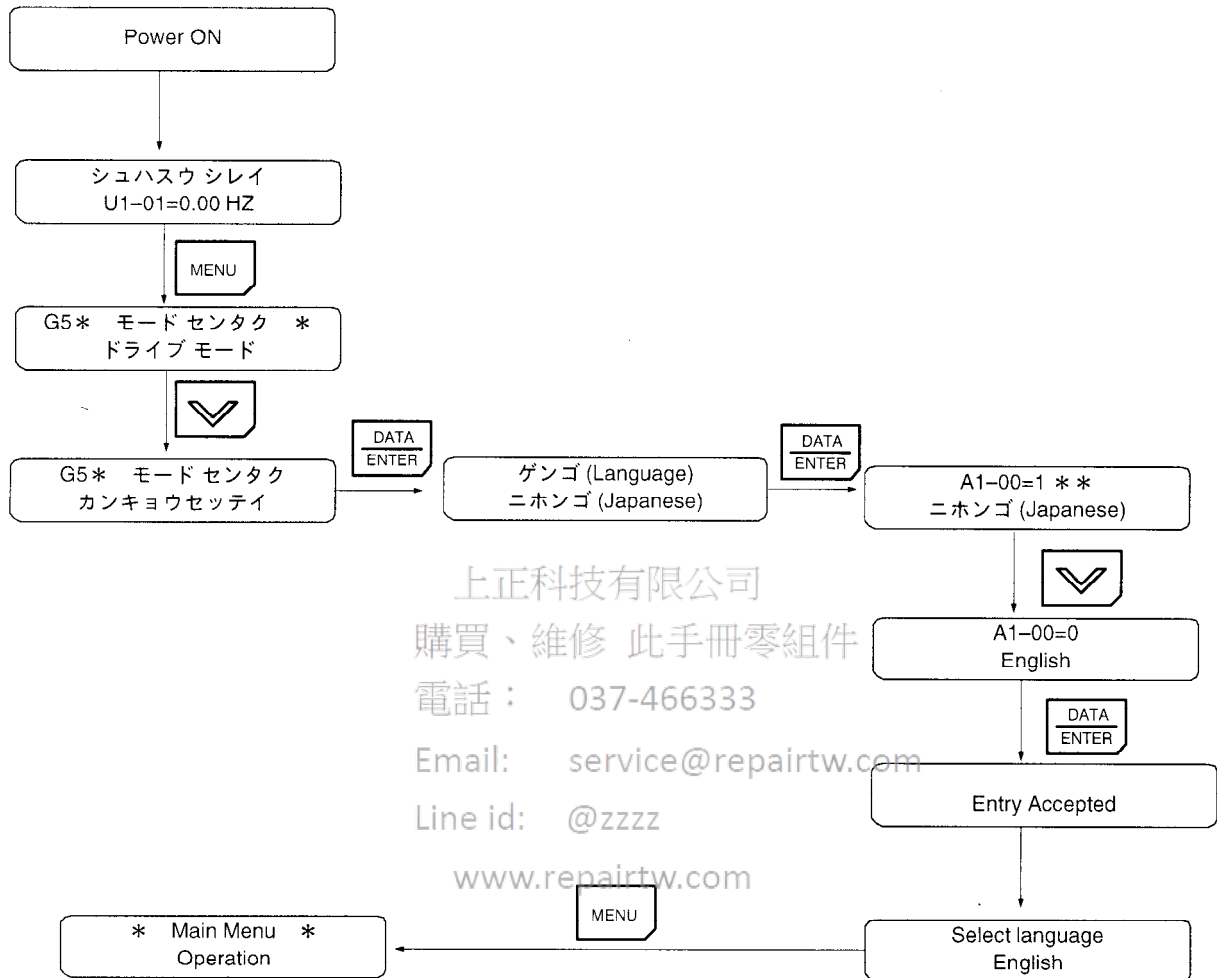 Power ON
シュハスウ シレイ
U1–01=0.00 HZ
MENU
G5＊ モード センタク ＊
ドライブ モード
G5＊ モード センタク
カンキョウセッテイ
DATA
ENTER
ゲンゴ (Language)
ニホンゴ (Japanese)
DATA
ENTER
A1–00=1 ＊＊
ニホンゴ (Japanese)
A1–00=0
English
DATA
ENTER
Entry Accepted
Select language
English
MENU
＊ Main Menu ＊
Operation
上正科技有限公司
購買、維修 此手冊零組件
電話： 037-466333
Email: service@repairtw.com
Line id: @zzzz
www.repairtw.com